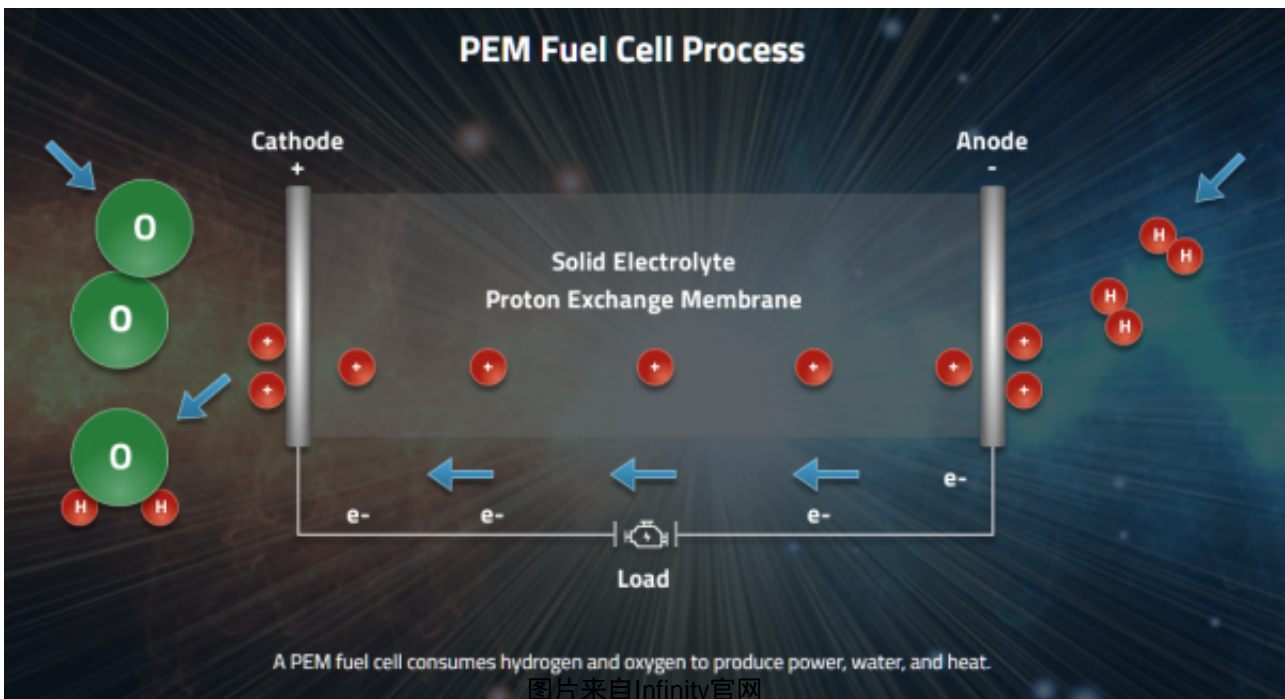 PEM Fuel Cell Process
Cathode
+
Anode
-
O
O
H
H
H
H
Solid Electrolyte
Proton Exchange Membrane
+
+
+
+
+
+
+
+
+
O
H
H
e-
e-
e-
e-
Load
A PEM fuel cell consumes hydrogen and oxygen to produce power, water, and heat.
图片来自Infinity官网